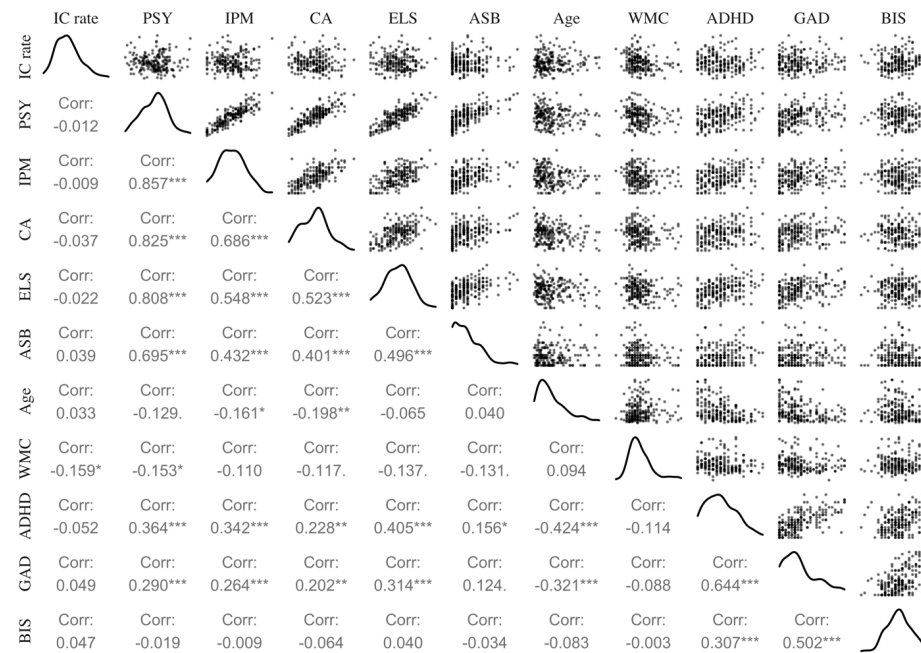 IC rate PSY IPM CA ELS ASB Age WMC ADHD GAD BIS
IC rate
PSY
Corr:
-0.012
IPM
Corr: Corr:
-0.009 0.857***
CA
Corr: Corr: Corr:
-0.037 0.825*** 0.686***
ELS
Corr: Corr: Corr: Corr:
-0.022 0.808*** 0.548*** 0.523***
ASB
Corr: Corr: Corr: Corr: Corr:
0.039 0.695*** 0.432*** 0.401*** 0.496***
Age
Corr: Corr: Corr: Corr: Corr: Corr:
0.033 -0.129. -0.161* -0.198** -0.065 0.040
WMC
Corr: Corr: Corr: Corr: Corr: Corr: Corr:
-0.159* -0.153* -0.110 -0.117. -0.137. -0.131. 0.094
ADHD
Corr: Corr: Corr: Corr: Corr: Corr: Corr: Corr:
-0.052 0.364*** 0.342*** 0.228** 0.405*** 0.156* -0.424*** -0.114
GAD
Corr: Corr: Corr: Corr: Corr: Corr: Corr: Corr: Corr:
0.049 0.290*** 0.264*** 0.202** 0.314*** 0.124. -0.321*** -0.088 0.644***
BIS
Corr: Corr: Corr: Corr: Corr: Corr: Corr: Corr: Corr: Corr:
0.047 -0.019 -0.009 -0.064 0.040 -0.034 -0.083 -0.003 0.307*** 0.502***